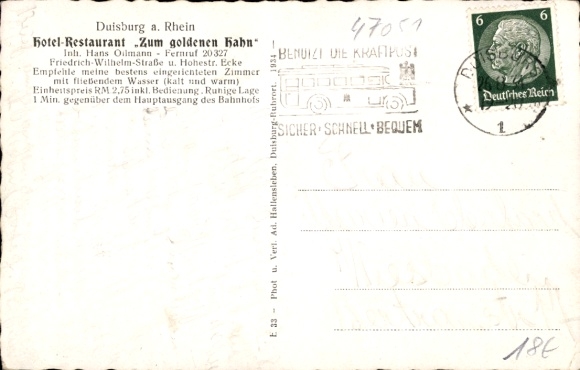 Duisburg a. Rhein
Hotel-Restaurant „Zum goldenen Hahn“
Inh. Hans Odmann - Fernruf 20327
Friedrich-Wilhelm-Straße u. Hohestr. Ecke
Empfehle meine bestens eingerichteten Zimmer
mit fließendem Wasser (kalt und warm)
Einheitspreis RM 2,75 inkl. Bedienung. Ruhige Lage
1 Min. gegenüber dem Hauptausgang des Bahnhofs
E 33 - Phot u. Verl. Ad. Hallensleben, Duisburg-Ruhrort. 1934
47051
BENÜTZT DIE KRAFTPOST
SICHER · SCHNELL · BEQUEM
6 6
Deutsches Reich
1
18€